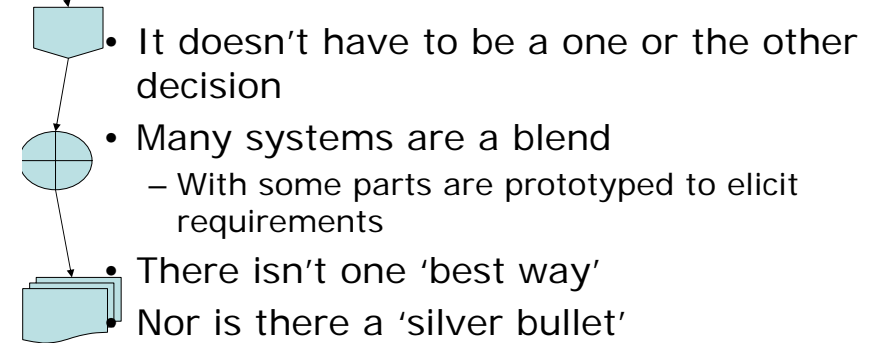 • It doesn't have to be a one or the other
decision
• Many systems are a blend
– With some parts are prototyped to elicit
requirements
• There isn't one 'best way'
• Nor is there a 'silver bullet'